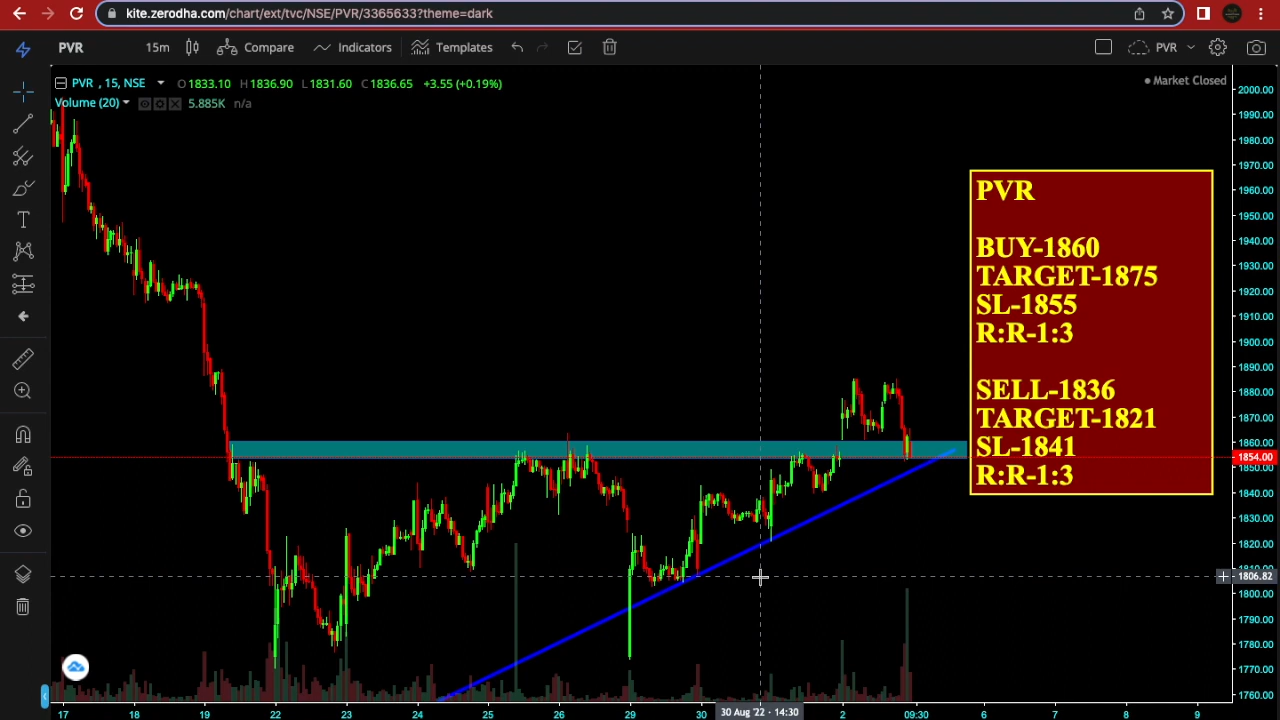 kite.zerodha.com/chart/ext/tvc/NSE/PVR/3365633?theme=dark
PVR 15m Compare Indicators Templates PVR
PVR , 15, NSE O1833.10 H1836.90 L1831.60 C1836.65 +3.55 (+0.19%)
Market Closed
Volume (20) 5.885K n/a
2000.00
1990.00
1980.00
1970.00
1960.00
1950.00
1940.00
1930.00
1920.00
1910.00
1900.00
1890.00
1880.00
1870.00
1860.00
1854.00
1850.00
1840.00
1830.00
1820.00
1806.82
1800.00
1790.00
1780.00
1770.00
1760.00
PVR
BUY-1860
TARGET-1875
SL-1855
R:R-1:3
SELL-1836
TARGET-1821
SL-1841
R:R-1:3
17 18 19 22 23 24 25 26 29 30 30 Aug '22 - 14:30 2 09:30 6 7 8 9